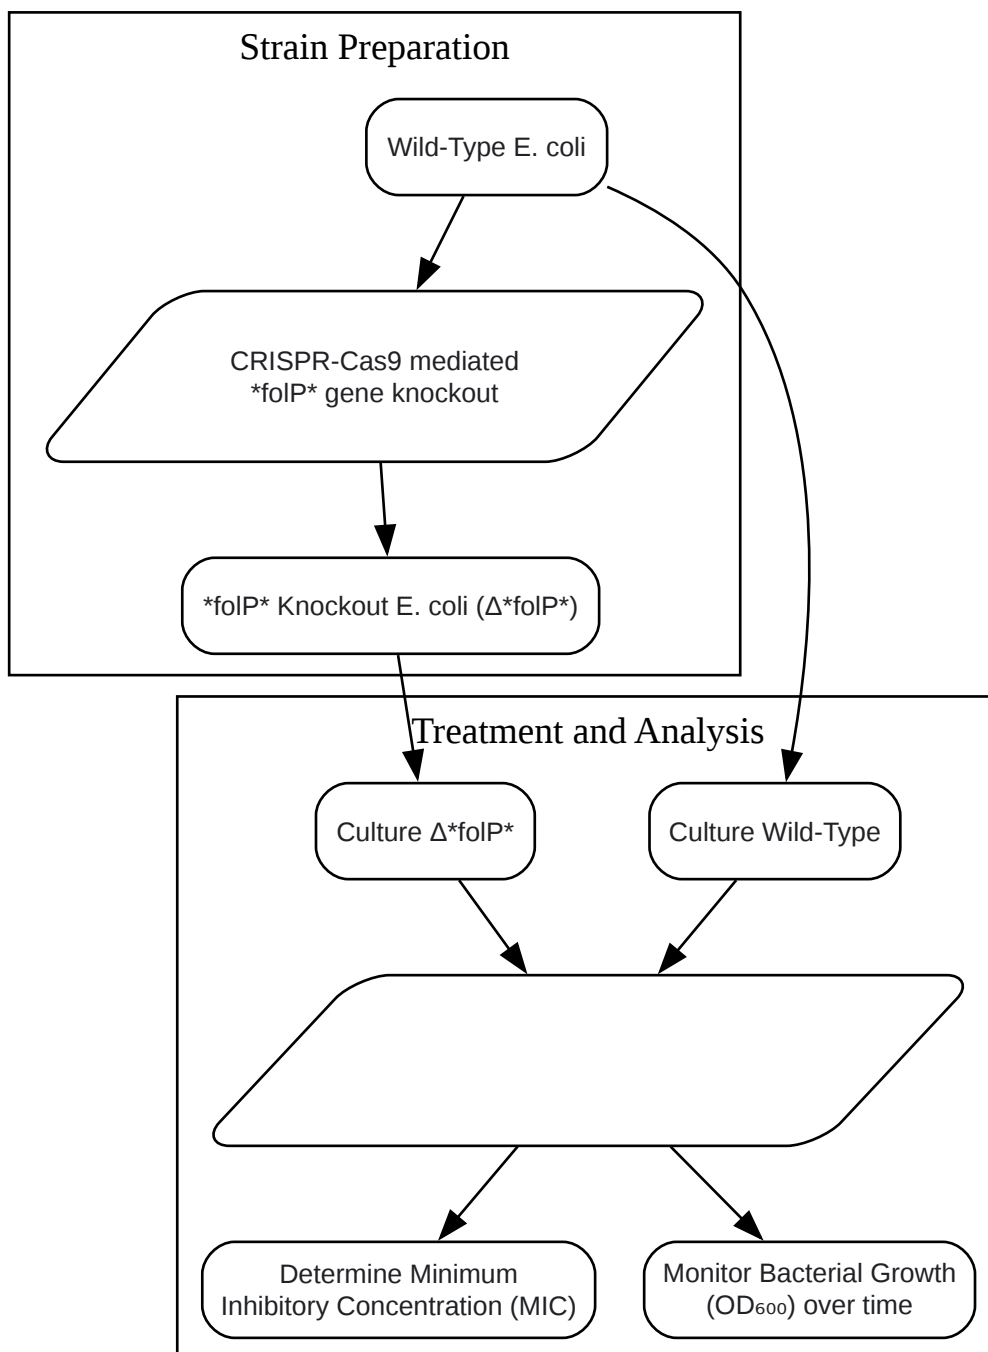 Strain Preparation
Wild-Type E. coli
CRISPR-Cas9 mediated
*folP* gene knockout
*folP* Knockout E. coli (Δ*folP*)
Treatment and Analysis
Culture Δ*folP*
Culture Wild-Type
Determine Minimum
Inhibitory Concentration (MIC)
Monitor Bacterial Growth
(OD₆₀₀) over time